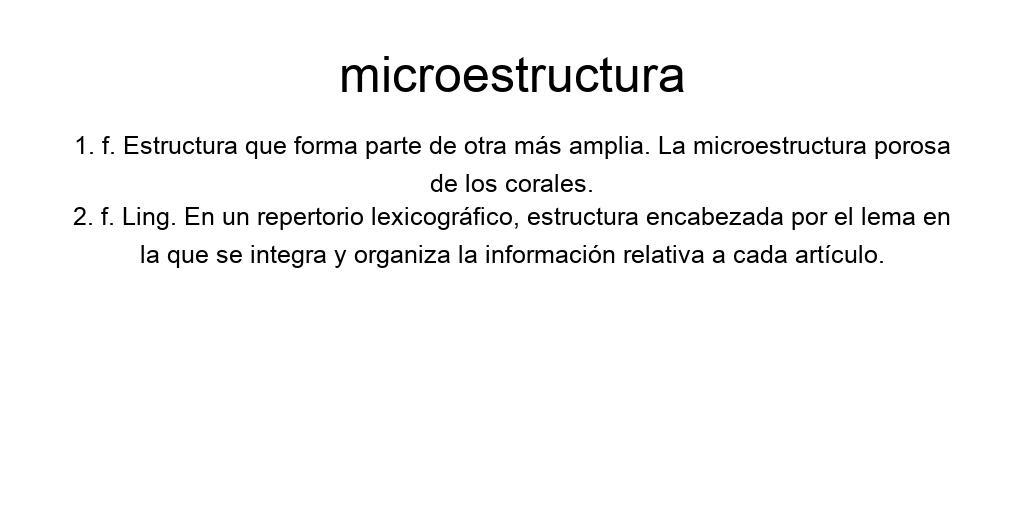 microestructura
1. f. Estructura que forma parte de otra más amplia. La microestructura porosa
de los corales.
2. f. Ling. En un repertorio lexicográfico, estructura encabezada por el lema en
la que se integra y organiza la información relativa a cada artículo.